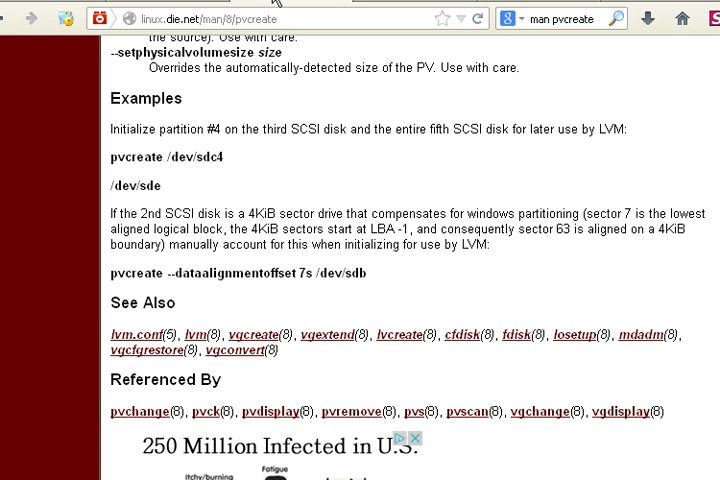 linux.die.net/man/8/pvcreate
man pvcreate
the source). Use with care.
--setphysicalvolumesize size
Overrides the automatically-detected size of the PV. Use with care.
Examples
Initialize partition #4 on the third SCSI disk and the entire fifth SCSI disk for later use by LVM:
pvcreate /dev/sdc4
/dev/sde
If the 2nd SCSI disk is a 4KiB sector drive that compensates for windows partitioning (sector 7 is the lowest
aligned logical block, the 4KiB sectors start at LBA -1, and consequently sector 63 is aligned on a 4KiB
boundary) manually account for this when initializing for use by LVM:
pvcreate --dataalignmentoffset 7s /dev/sdb
See Also
lvm.conf(5), lvm(8), vgcreate(8), vgextend(8), lvcreate(8), cfdisk(8), fdisk(8), losetup(8), mdadm(8),
vgcfgrestore(8), vgconvert(8)
Referenced By
pvchange(8), pvck(8), pvdisplay(8), pvremove(8), pvs(8), pvscan(8), vgchange(8), vgdisplay(8)
250 Million Infected in U.S.
Fatigue
Itchy/burning